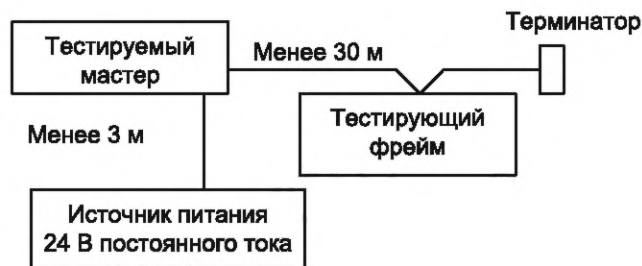 Терминатор
Тестируемый
мастер
Менее 30 м
Тестирующий
фрейм
Менее 3 м
Источник питания
24 В постоянного тока